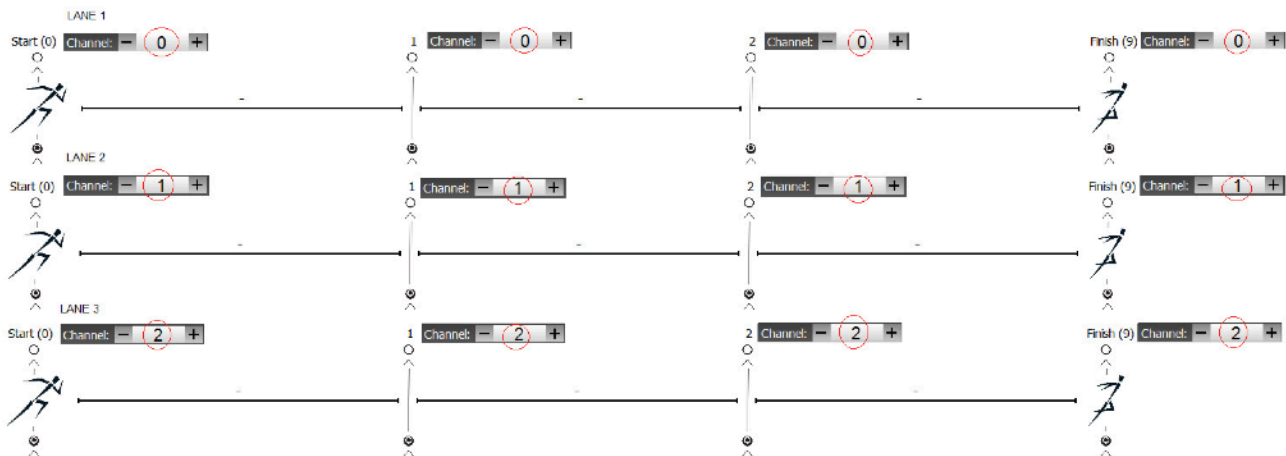 LANE 1
Start (0) Channel: − 0 + 1 Channel: − 0 + 2 Channel: − 0 + Finish (9) Channel: − 0 +
- - -
LANE 2
Start (0) Channel: − 1 + 1 Channel: − 1 + 2 Channel: − 1 + Finish (9) Channel: − 1 +
- - -
LANE 3
Start (0) Channel: − 2 + 1 Channel: − 2 + 2 Channel: − 2 + Finish (9) Channel: − 2 +
- - -